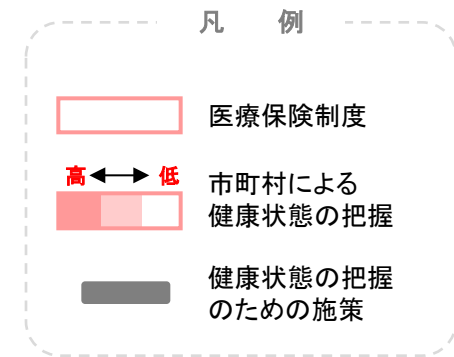 凡　例
医療保険制度
高 低
市町村による
健康状態の把握
健康状態の把握
のための施策